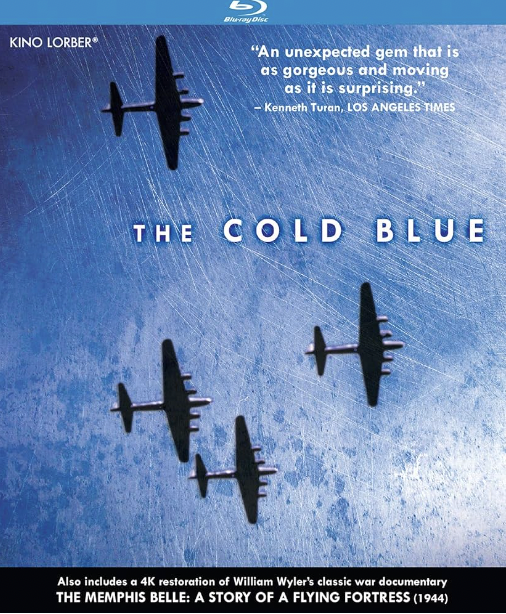 Blu-ray Disc
KINO LORBER®
“An unexpected gem that is
as gorgeous and moving
as it is surprising.”
– Kenneth Turan, LOS ANGELES TIMES
THE COLD BLUE
Also includes a 4K restoration of William Wyler's classic war documentary
THE MEMPHIS BELLE: A STORY OF A FLYING FORTRESS (1944)